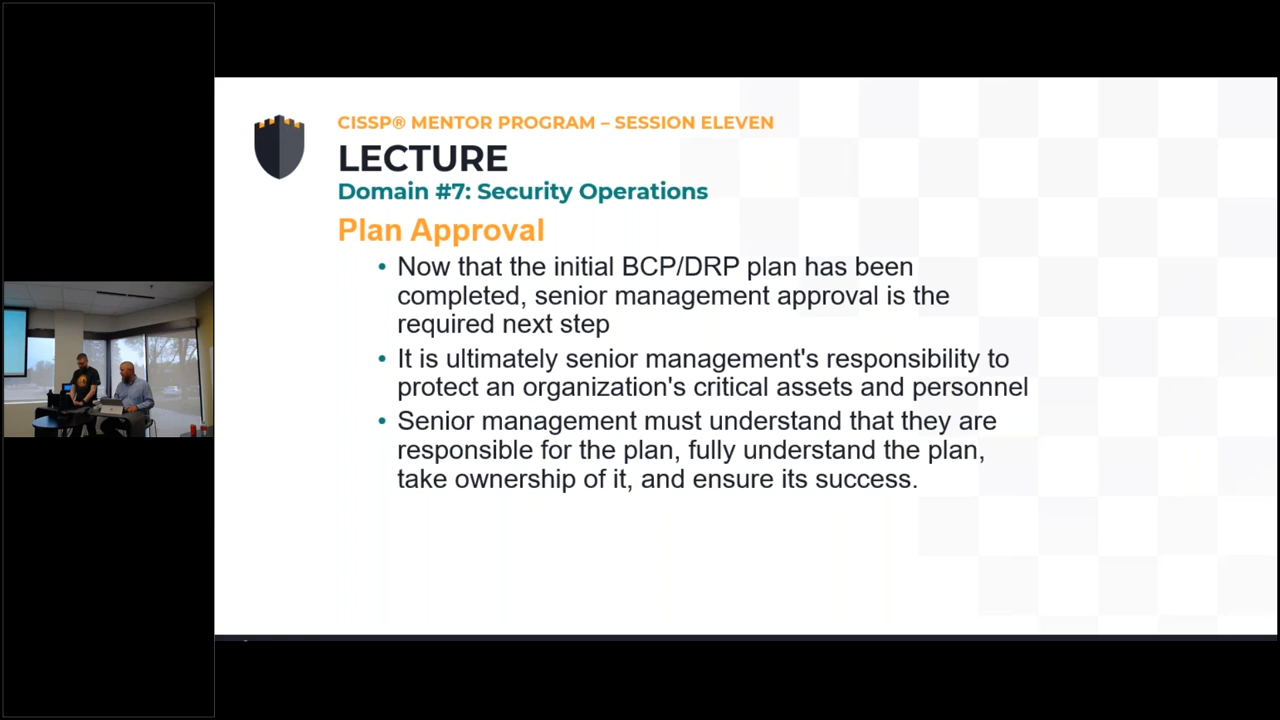 CISSP® MENTOR PROGRAM – SESSION ELEVEN
LECTURE
Domain #7: Security Operations
Plan Approval
• Now that the initial BCP/DRP plan has been
completed, senior management approval is the
required next step
• It is ultimately senior management's responsibility to
protect an organization's critical assets and personnel
• Senior management must understand that they are
responsible for the plan, fully understand the plan,
take ownership of it, and ensure its success.